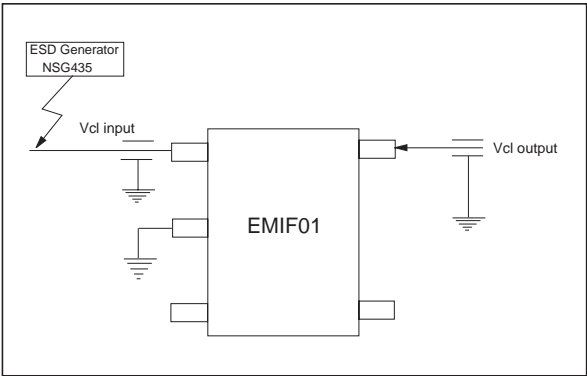 ESD Generator
NSG435
Vcl input
Vcl output
EMIF01